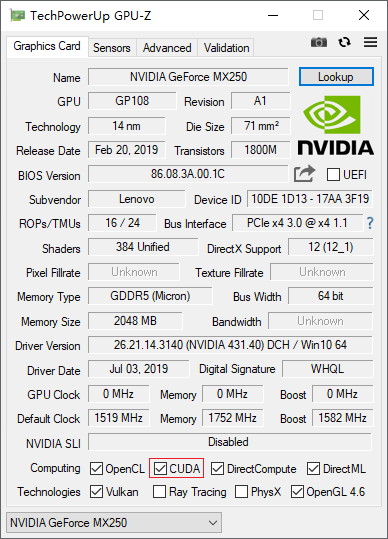 TechPowerUp GPU-Z
Graphics Card Sensors Advanced Validation
Name NVIDIA GeForce MX250 Lookup
GPU GP108 Revision A1
Technology 14 nm Die Size 71 mm²
Release Date Feb 20, 2019 Transistors 1800M
NVIDIA
BIOS Version 86.08.3A.00.1C UEFI
Subvendor Lenovo Device ID 10DE 1D13 - 17AA 3F19
ROPs/TMUs 16 / 24 Bus Interface PCIe x4 3.0 @ x4 1.1 ?
Shaders 384 Unified DirectX Support 12 (12_1)
Pixel Fillrate Unknown Texture Fillrate Unknown
Memory Type GDDR5 (Micron) Bus Width 64 bit
Memory Size 2048 MB Bandwidth Unknown
Driver Version 26.21.14.3140 (NVIDIA 431.40) DCH / Win10 64
Driver Date Jul 03, 2019 Digital Signature WHQL
GPU Clock 0 MHz Memory 0 MHz Boost 0 MHz
Default Clock 1519 MHz Memory 1752 MHz Boost 1582 MHz
NVIDIA SLI Disabled
Computing OpenCL CUDA DirectCompute DirectML
Technologies Vulkan Ray Tracing PhysX OpenGL 4.6
NVIDIA GeForce MX250